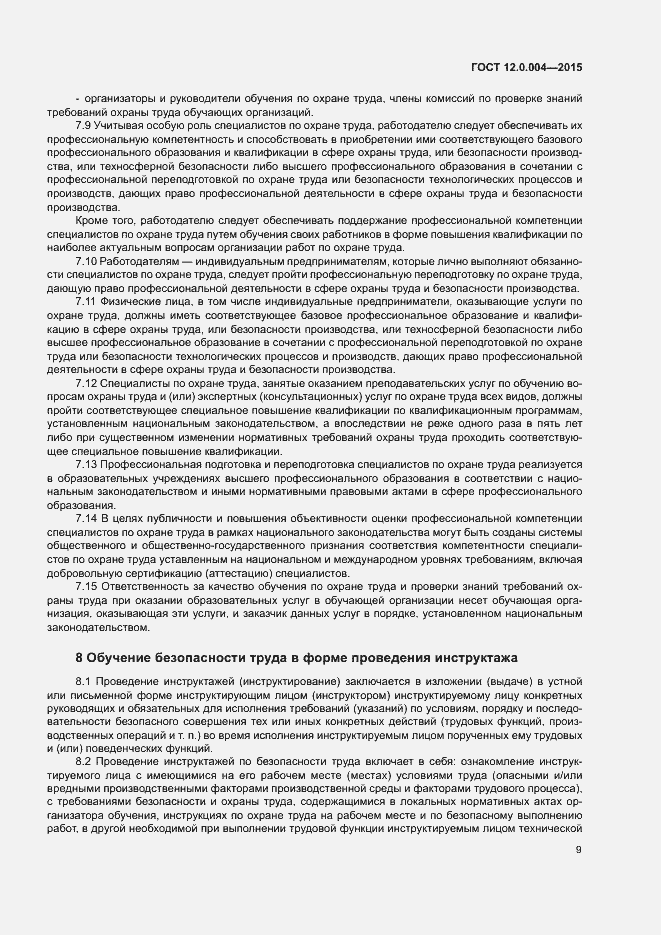 ГОСТ 12.0.004—2015
- организаторы и руководители обучения по охране труда, члены комиссий по проверке знаний
требований охраны труда обучающих организаций.
7.9 Учитывая особую роль специалистов по охране труда, работодателю следует обеспечивать их
профессиональную компетентность и способствовать в приобретении ими соответствующего базового
профессионального образования и квалификации в сфере охраны труда, или безопасности производ-
ства, или техносферной безопасности либо высшего профессионального образования в сочетании с
профессиональной переподготовкой по охране труда или безопасности технологических процессов и
производств, дающих право профессиональной деятельности в сфере охраны труда и безопасности
производства.
Кроме того, работодателю следует обеспечивать поддержание профессиональной компетенции
специалистов по охране труда путем обучения своих работников в форме повышения квалификации по
наиболее актуальным вопросам организации работ по охране труда.
7.10 Работодателям — индивидуальным предпринимателям, которые лично выполняют обязанно-
сти специалистов по охране труда, следует пройти профессиональную переподготовку по охране труда,
дающую право профессиональной деятельности в сфере охраны труда и безопасности производства.
7.11 Физические лица, в том числе индивидуальные предприниматели, оказывающие услуги по
охране труда, должны иметь соответствующее базовое профессиональное образование и квалифи-
кацию в сфере охраны труда, или безопасности производства, или техносферной безопасности либо
высшее профессиональное образование в сочетании с профессиональной переподготовкой по охране
труда или безопасности технологических процессов и производств, дающих право профессиональной
деятельности в сфере охраны труда и безопасности производства.
7.12 Специалисты по охране труда, занятые оказанием преподавательских услуг по обучению во-
просам охраны труда и (или) экспертных (консультационных) услуг по охране труда всех видов, должны
пройти соответствующее специальное повышение квалификации по квалификационным программам,
установленным национальным законодательством, а впоследствии не реже одного раза в пять лет
либо при существенном изменении нормативных требований охраны труда проходить соответствую-
щее специальное повышение квалификации.
7.13 Профессиональная подготовка и переподготовка специалистов по охране труда реализуется
в образовательных учреждениях высшего профессионального образования в соответствии с нацио-
нальным законодательством и иными нормативными правовыми актами в сфере профессионального
образования.
7.14 В целях публичности и повышения объективности оценки профессиональной компетенции
специалистов по охране труда в рамках национального законодательства могут быть созданы системы
общественного и общественно-государственного признания соответствия компетентности специали-
стов по охране труда уставленным на национальном и международном уровнях требованиям, включая
добровольную сертификацию (аттестацию) специалистов.
7.15 Ответственность за качество обучения по охране труда и проверки знаний требований ох-
раны труда при оказании образовательных услуг в обучающей организации несет обучающая орга-
низация, оказывающая эти услуги, и заказчик данных услуг в порядке, установленном национальным
законодательством.
8 Обучение безопасности труда в форме проведения инструктажа
8.1 Проведение инструктажей (инструктирование) заключается в изложении (выдаче) в устной
или письменной форме инструктирующим лицом (инструктором) инструктируемому лицу конкретных
руководящих и обязательных для исполнения требований (указаний) по условиям, порядку и последо-
вательности безопасного совершения тех или иных конкретных действий (трудовых функций, произ-
водственных операций и т. п.) во время исполнения инструктируемым лицом порученных ему трудовых
и (или) поведенческих функций.
8.2 Проведение инструктажей по безопасности труда включает в себя: ознакомление инструк-
тируемого лица с имеющимися на его рабочем месте (местах) условиями труда (опасными и/или
вредными производственными факторами производственной среды и факторами трудового процесса),
с требованиями безопасности и охраны труда, содержащимися в локальных нормативных актах ор-
ганизатора обучения, инструкциях по охране труда на рабочем месте и по безопасному выполнению
работ, в другой необходимой при выполнении трудовой функции инструктируемым лицом технической
9